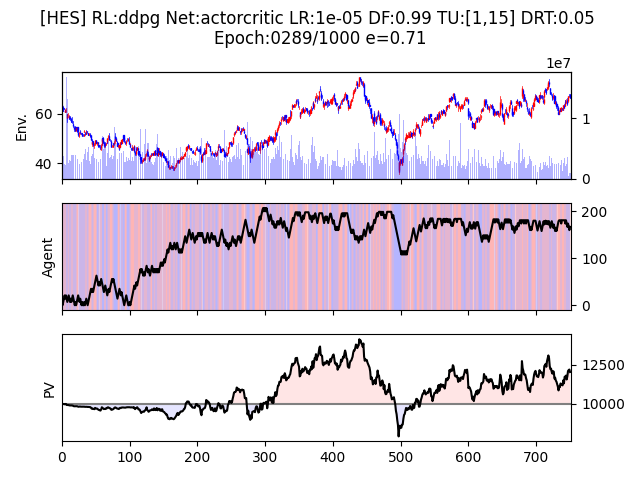 [HES] RL:ddpg Net:actorcritic LR:1e-05 DF:0.99 TU:[1,15] DRT:0.05
Epoch:0289/1000 e=0.71
1e7
Env.
60
40
1
0
Agent
200
100
0
PV
12500
10000
0 100 200 300 400 500 600 700